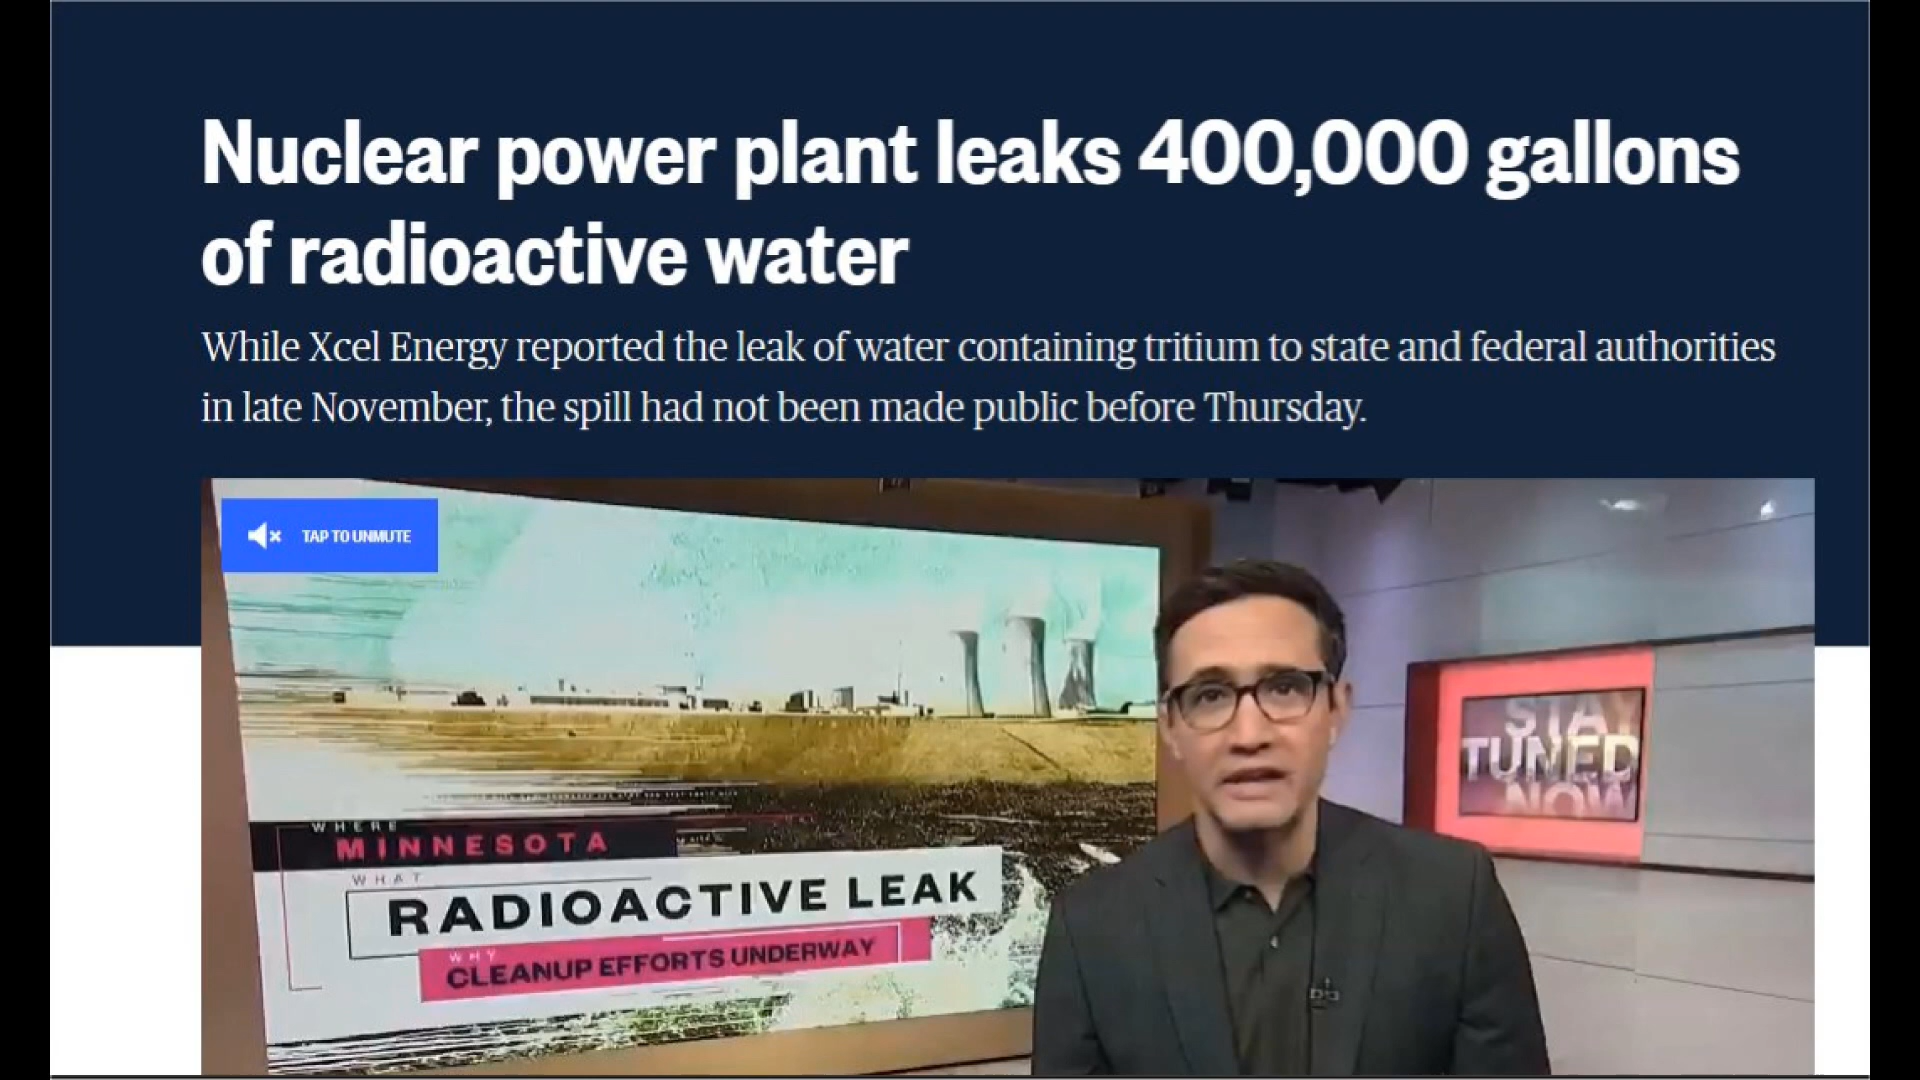 Nuclear power plant leaks 400,000 gallons
of radioactive water
While Xcel Energy reported the leak of water containing tritium to state and federal authorities
in late November, the spill had not been made public before Thursday.
TAP TO UNMUTE
WHERE
MINNESOTA
WHAT
RADIOACTIVE LEAK
WHY
CLEANUP EFFORTS UNDERWAY
STAY
TUNED
NOW